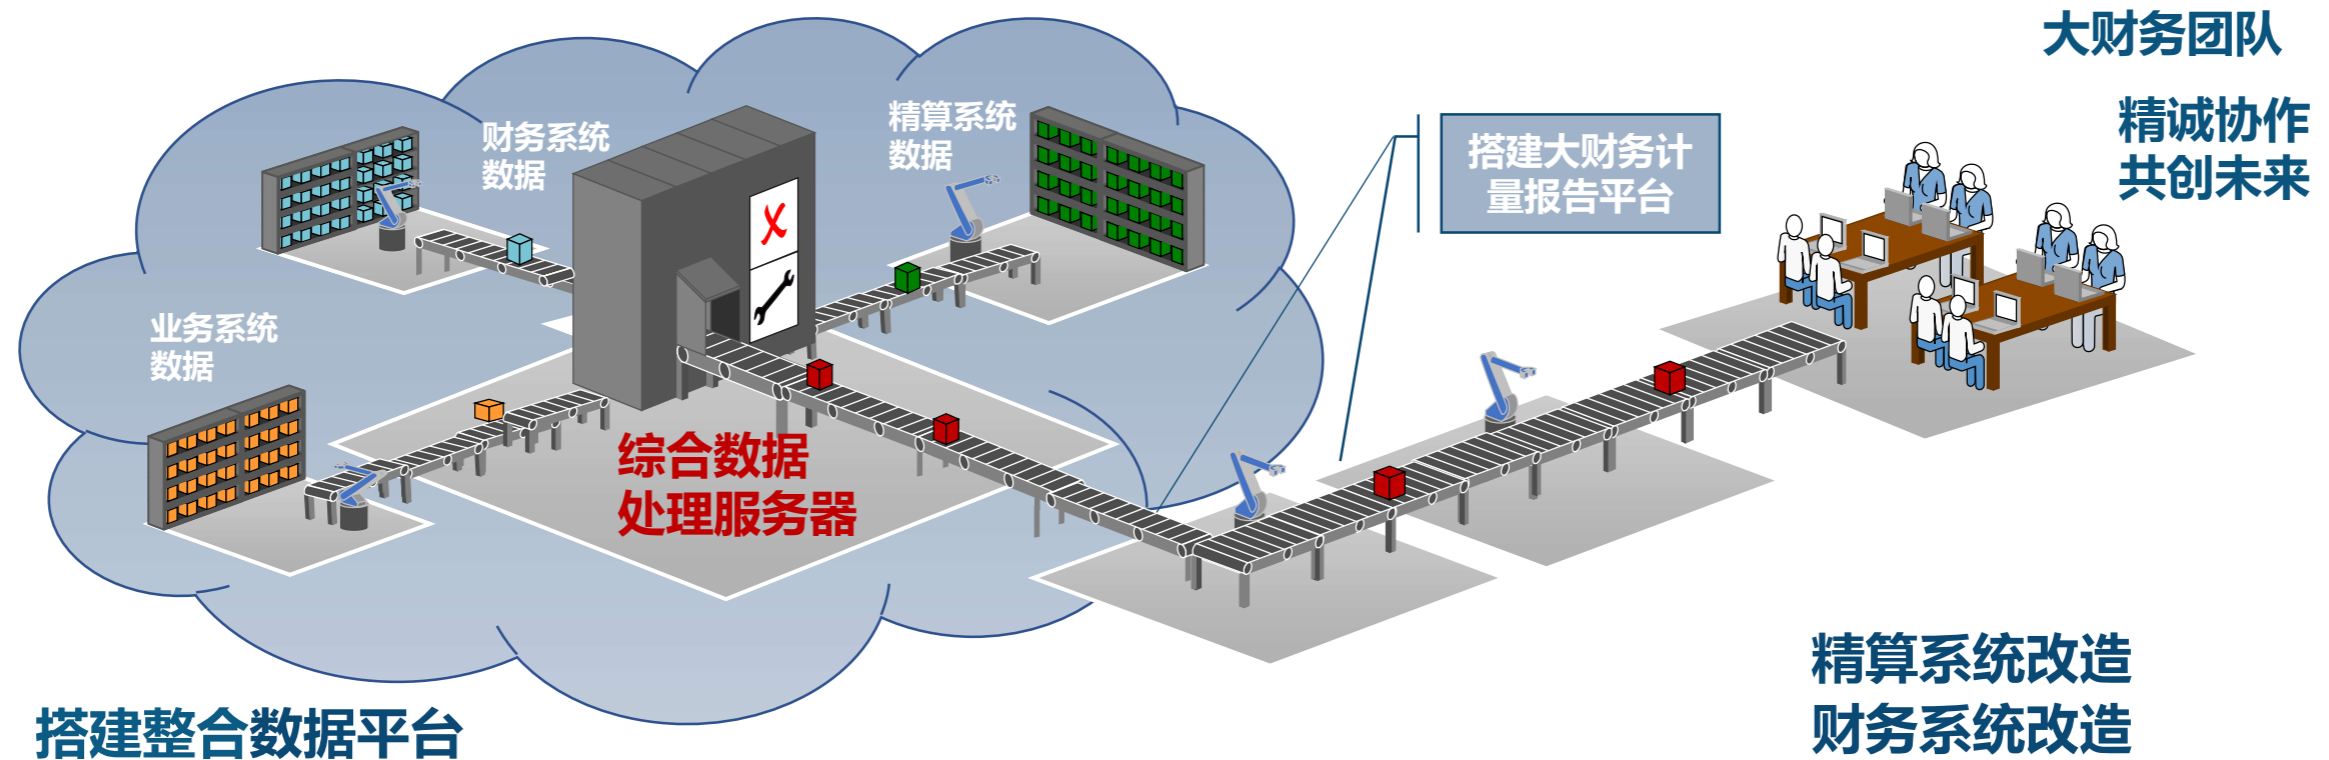 大财务团队
精诚协作
共创未来
财务系统
数据
精算系统
数据
搭建大财务计
量报告平台
业务系统
数据
综合数据
处理服务器
精算系统改造
财务系统改造
搭建整合数据平台